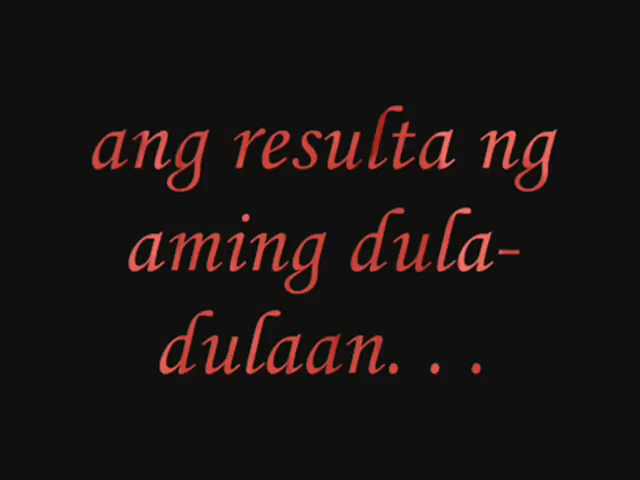 ang resulta ng
aming dula-
dulaan. . .